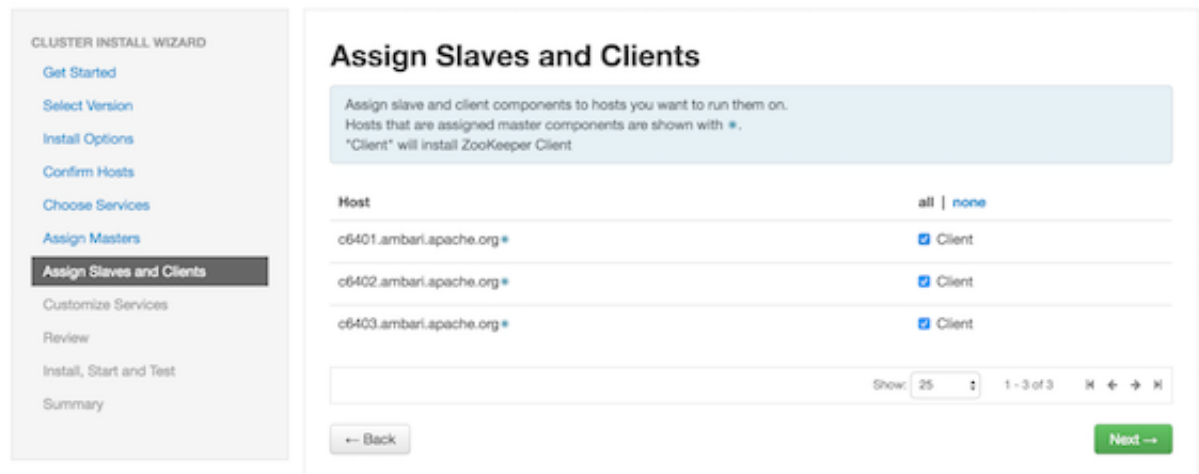 CLUSTER INSTALL WIZARD
Get Started
Select Version
Install Options
Confirm Hosts
Choose Services
Assign Masters
Assign Slaves and Clients
Customize Services
Review
Install, Start and Test
Summary
Assign Slaves and Clients
Assign slave and client components to hosts you want to run them on.
Hosts that are assigned master components are shown with *.
"Client" will install ZooKeeper Client
Host all | none
c6401.ambari.apache.org* Client
c6402.ambari.apache.org* Client
c6403.ambari.apache.org* Client
Show: 25 1 - 3 of 3
← Back Next →